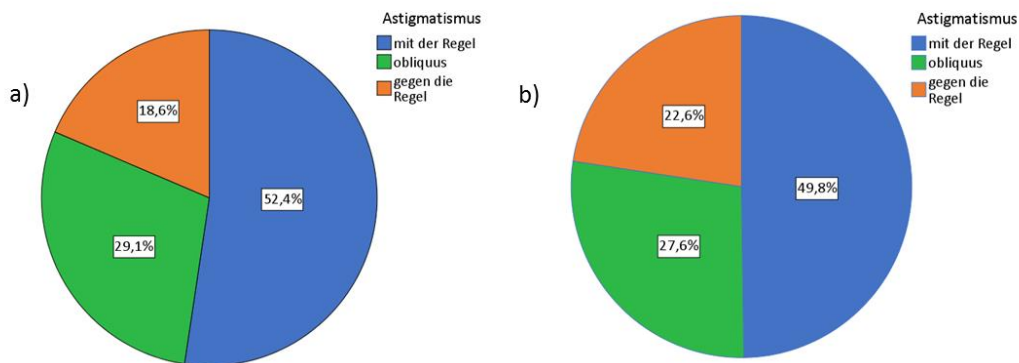 a)
Astigmatismus
mit der Regel
obliquus
gegen die
Regel
18,6%
52,4%
29,1%
b)
Astigmatismus
mit der Regel
obliquus
gegen die
Regel
22,6%
49,8%
27,6%